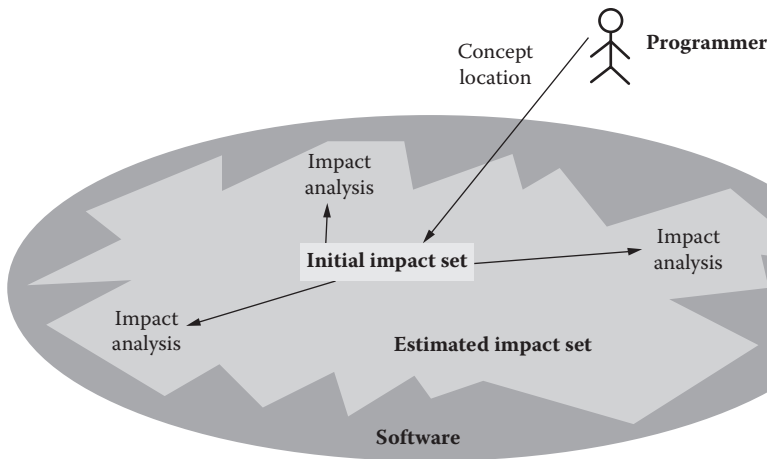 Concept
location
Programmer
Impact
analysis
Initial impact set
Impact
analysis
Impact
analysis
Estimated impact set
Software